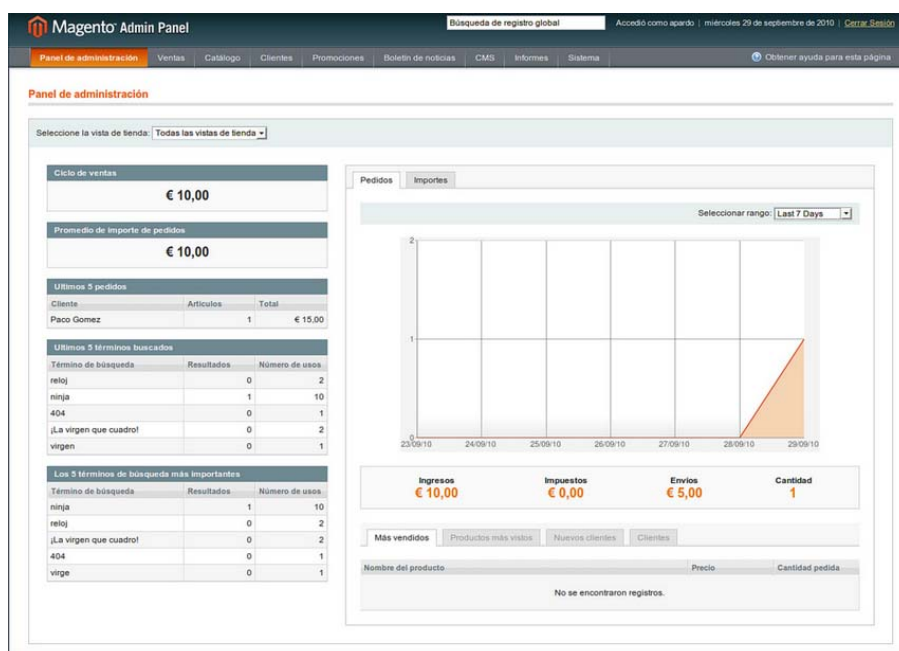 Magento Admin Panel
Búsqueda de registro global
Accedió como apardo | miércoles 29 de septiembre de 2010 | Cerrar Sesión
Panel de administración Ventas Catálogo Clientes Promociones Boletín de noticias CMS Informes Sistema
Obtener ayuda para esta página
Panel de administración
Seleccione la vista de tienda: Todas las vistas de tienda
Ciclo de ventas
€ 10,00
Promedio de importe de pedidos
€ 10,00
Ultimos 5 pedidos
Cliente Artículos Total
Paco Gomez 1 € 15,00
Ultimos 5 términos buscados
Término de búsqueda Resultados Número de usos
reloj 0 2
ninja 1 10
404 0 1
¡La virgen que cuadro! 0 2
virgen 0 1
Los 5 términos de búsqueda más importantes
Término de búsqueda Resultados Número de usos
ninja 1 10
reloj 0 2
¡La virgen que cuadro! 0 2
404 0 1
virge 0 1
Pedidos Importes
Seleccionar rango: Last 7 Days
2
1
0
23/09/10 24/09/10 25/09/10 26/09/10 27/09/10 28/09/10 29/09/10
Ingresos Impuestos Envíos Cantidad
€ 10,00 € 0,00 € 5,00 1
Más vendidos Productos más vistos Nuevos clientes Clientes
Nombre del producto Precio Cantidad pedida
No se encontraron registros.